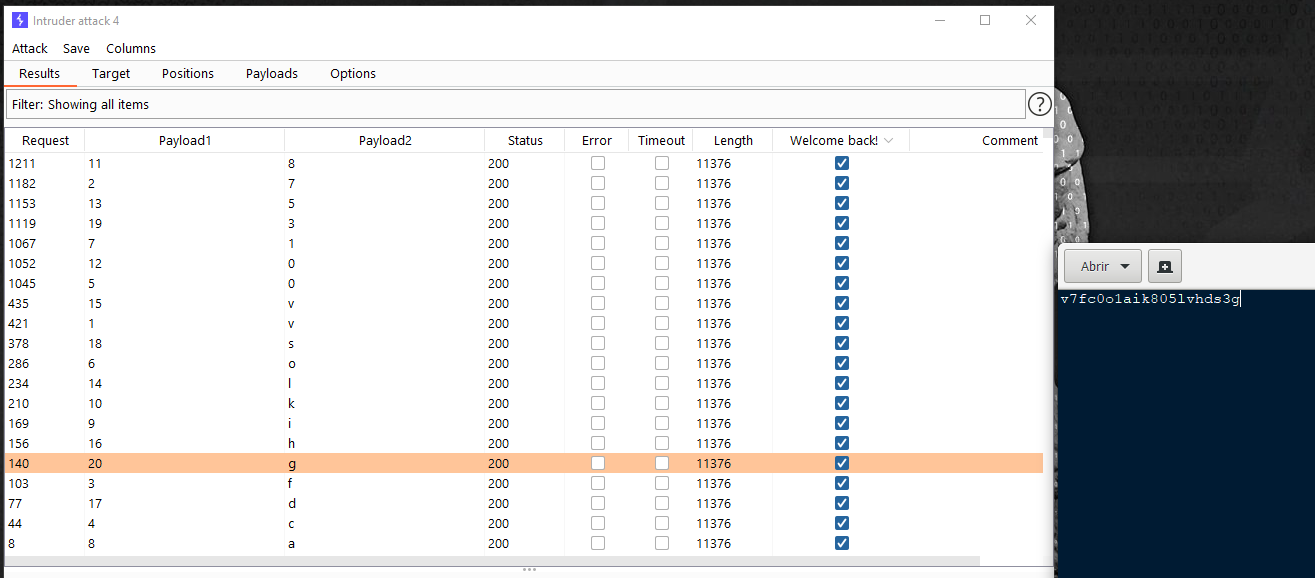 Intruder attack 4
Attack Save Columns
Results Target Positions Payloads Options
Filter: Showing all items ?
Request Payload1 Payload2 Status Error Timeout Length Welcome back! Comment
1211 11 8 200 11376
1182 2 7 200 11376
1153 13 5 200 11376
1119 19 3 200 11376
1067 7 1 200 11376
1052 12 0 200 11376
1045 5 0 200 11376
435 15 v 200 11376
421 1 v 200 11376
378 18 s 200 11376
286 6 o 200 11376
234 14 l 200 11376
210 10 k 200 11376
169 9 i 200 11376
156 16 h 200 11376
140 20 g 200 11376
103 3 f 200 11376
77 17 d 200 11376
44 4 c 200 11376
8 8 a 200 11376
Abrir
v7fc0o1aik805lvhds3g